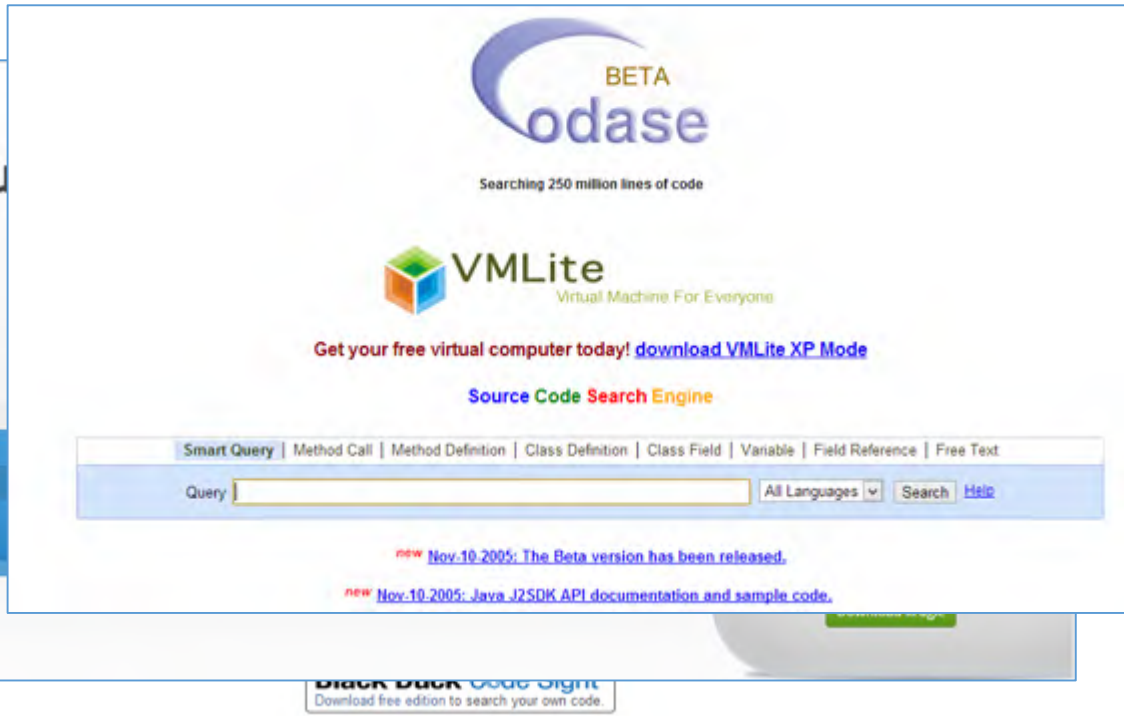 BETA
Codase
Searching 250 million lines of code
VMLite
Virtual Machine For Everyone
Get your free virtual computer today! download VMLite XP Mode
Source Code Search Engine
Smart Query | Method Call | Method Definition | Class Definition | Class Field | Variable | Field Reference | Free Text
Query All Languages Search Help
new Nov-10-2005: The Beta version has been released.
new Nov-10-2005: Java J2SDK API documentation and sample code.
Black Duck Code Sight
Download free edition to search your own code.